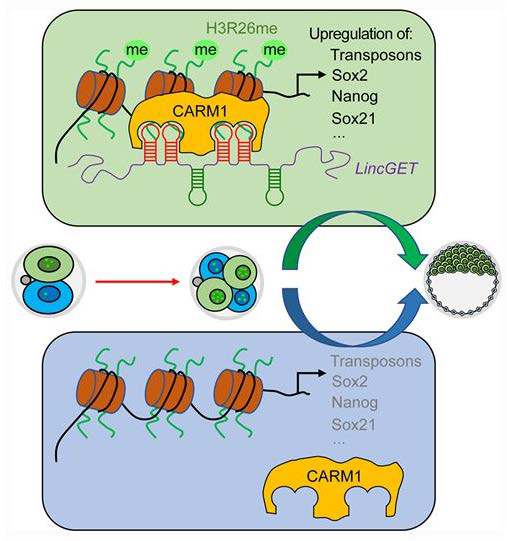 H3R26me
me me me
Upregulation of:
Transposons
Sox2
Nanog
Sox21
...
CARM1
LincGET
Transposons
Sox2
Nanog
Sox21
...
CARM1